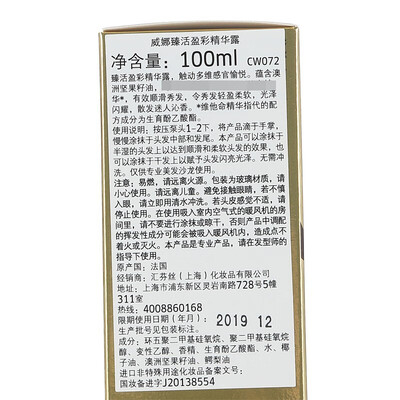 威娜臻活盈彩精华露
净含量：100ml CW072
臻活盈彩精华露，触动多维感官愉悦。蕴含澳
洲坚果籽油，
华*，有效顺滑秀发，令秀发轻盈柔软，光泽
闪耀，散发迷人沁香。*维他命精华指代的配
方成分为生育酚乙酸酯。
使用说明：按压泵头1-2下，将产品滴于手掌，
慢慢涂抹于头发中部和发尾。本产品可以涂抹于
半湿的头发上以达到顺滑和柔软头发的效果，也
可以涂抹于干发上以赋予头发闪亮光泽。无需冲
洗。仅供专业美发沙龙使用。
注意：易燃，请远离火源。包装为玻璃材质，请
小心使用。请远离儿童。避免接触眼睛，若不慎入
眼，请立即用清水冲洗。若头皮感觉不适，请
停止使用。在使用吸入室内空气式的暖风机的房
间里，请不要进行涂抹或晾干，否则产品中调配
的挥发性成分可能会被吸入暖风机内，造成点不
着火或灭火。本产品是专业产品，请在发型师的
指导下使用。
原产国：法国
经销商：汇芬丝（上海）化妆品有限公司
地址：上海市浦东新区灵岩南路728号5幢
311室
热线：4008860168
限期使用日期（年月）：2019 12
生产批号见包装标注。
成分：环五聚二甲基硅氧烷、聚二甲基硅氧烷
醇、变性乙醇、香精、生育酚乙酸酯、水、椰
子油、澳洲坚果籽油、鳄梨油
进口非特殊用途化妆品备案文号：
国妆备进字J20138554